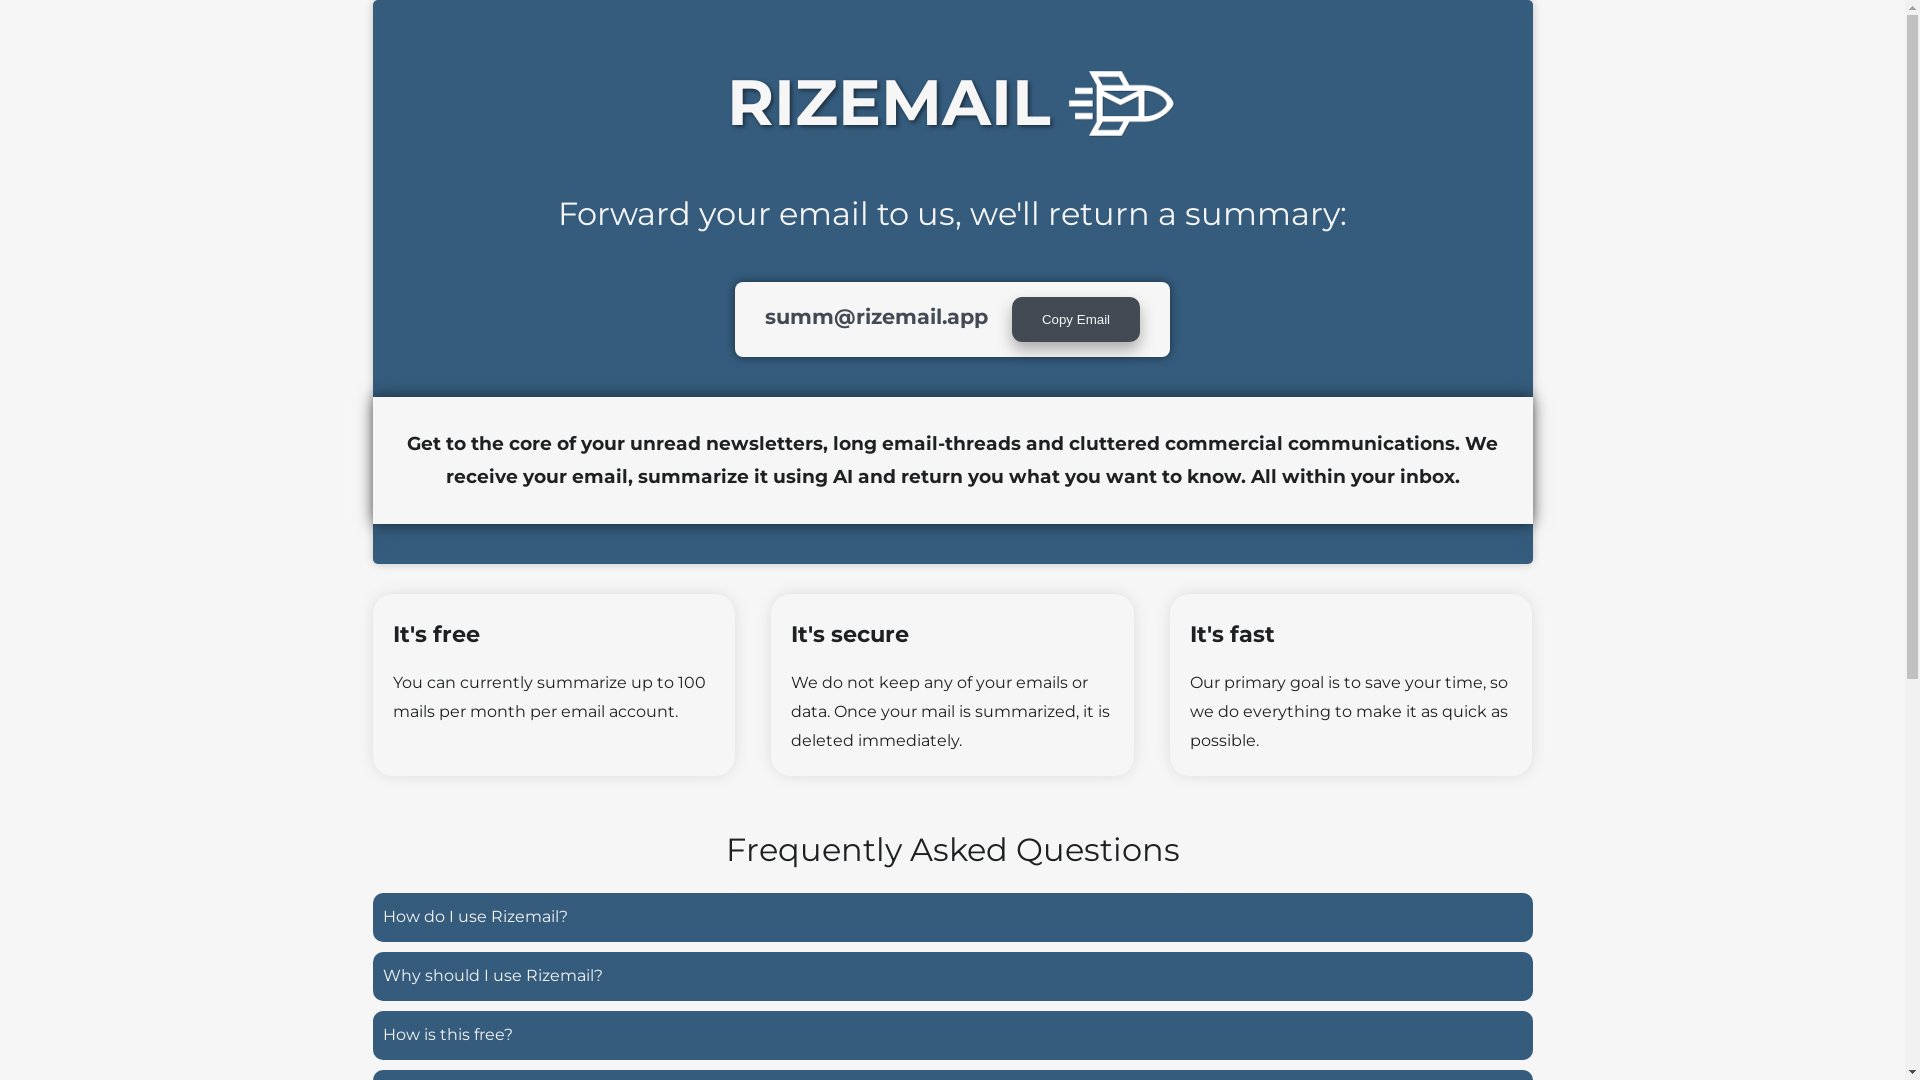 RIZEMAIL
Forward your email to us, we'll return a summary:
summ@rizemail.app
Copy Email
Get to the core of your unread newsletters, long email-threads and cluttered commercial communications. We
receive your email, summarize it using AI and return you what you want to know. All within your inbox.
It's free
You can currently summarize up to 100
mails per month per email account.
It's secure
We do not keep any of your emails or
data. Once your mail is summarized, it is
deleted immediately.
It's fast
Our primary goal is to save your time, so
we do everything to make it as quick as
possible.
Frequently Asked Questions
How do I use Rizemail?
Why should I use Rizemail?
How is this free?